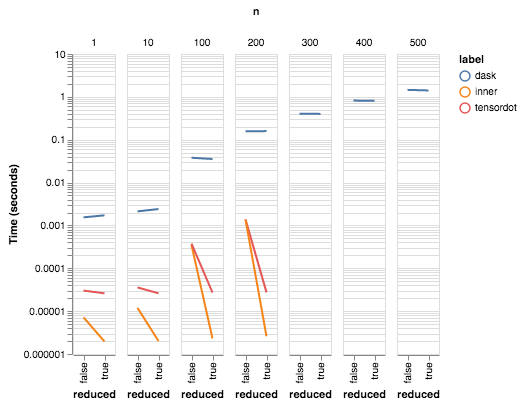 n
1 10 100 200 300 400 500
label
dask
inner
tensordot
Time (seconds)
10
1
0.1
0.01
0.001
0.0001
0.00001
0.000001
false true false true false true false true false true false true false true
reduced reduced reduced reduced reduced reduced reduced